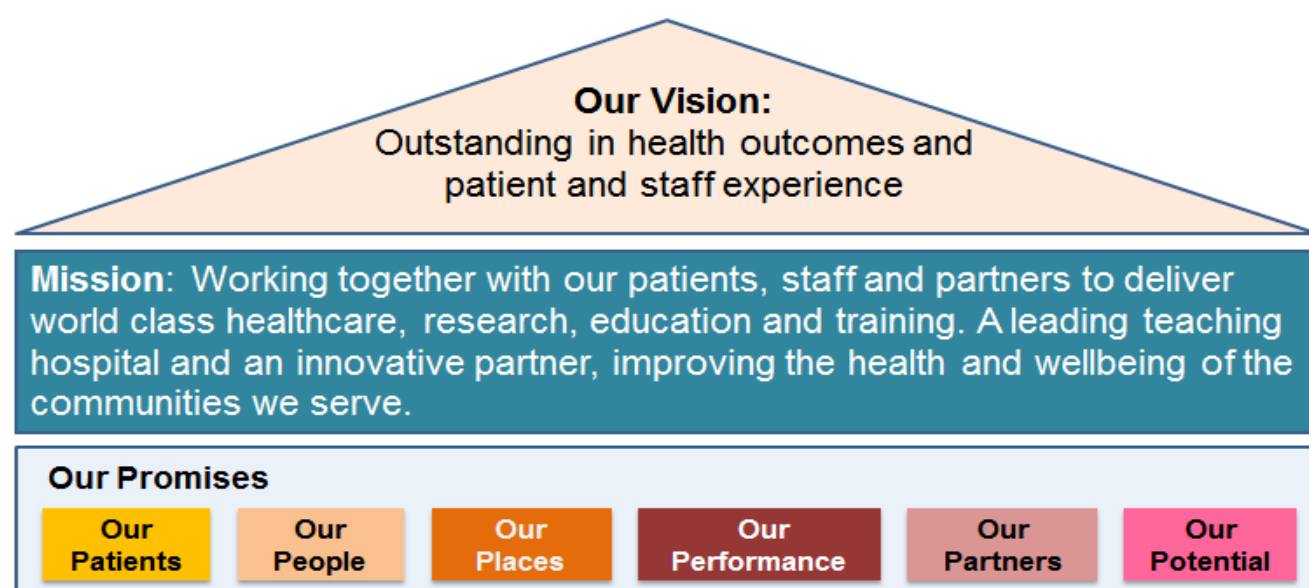 Our Vision:
Outstanding in health outcomes and
patient and staff experience
Mission: Working together with our patients, staff and partners to deliver
world class healthcare, research, education and training. A leading teaching
hospital and an innovative partner, improving the health and wellbeing of the
communities we serve.
Our Promises
Our
Patients
Our
People
Our
Places
Our
Performance
Our
Partners
Our
Potential